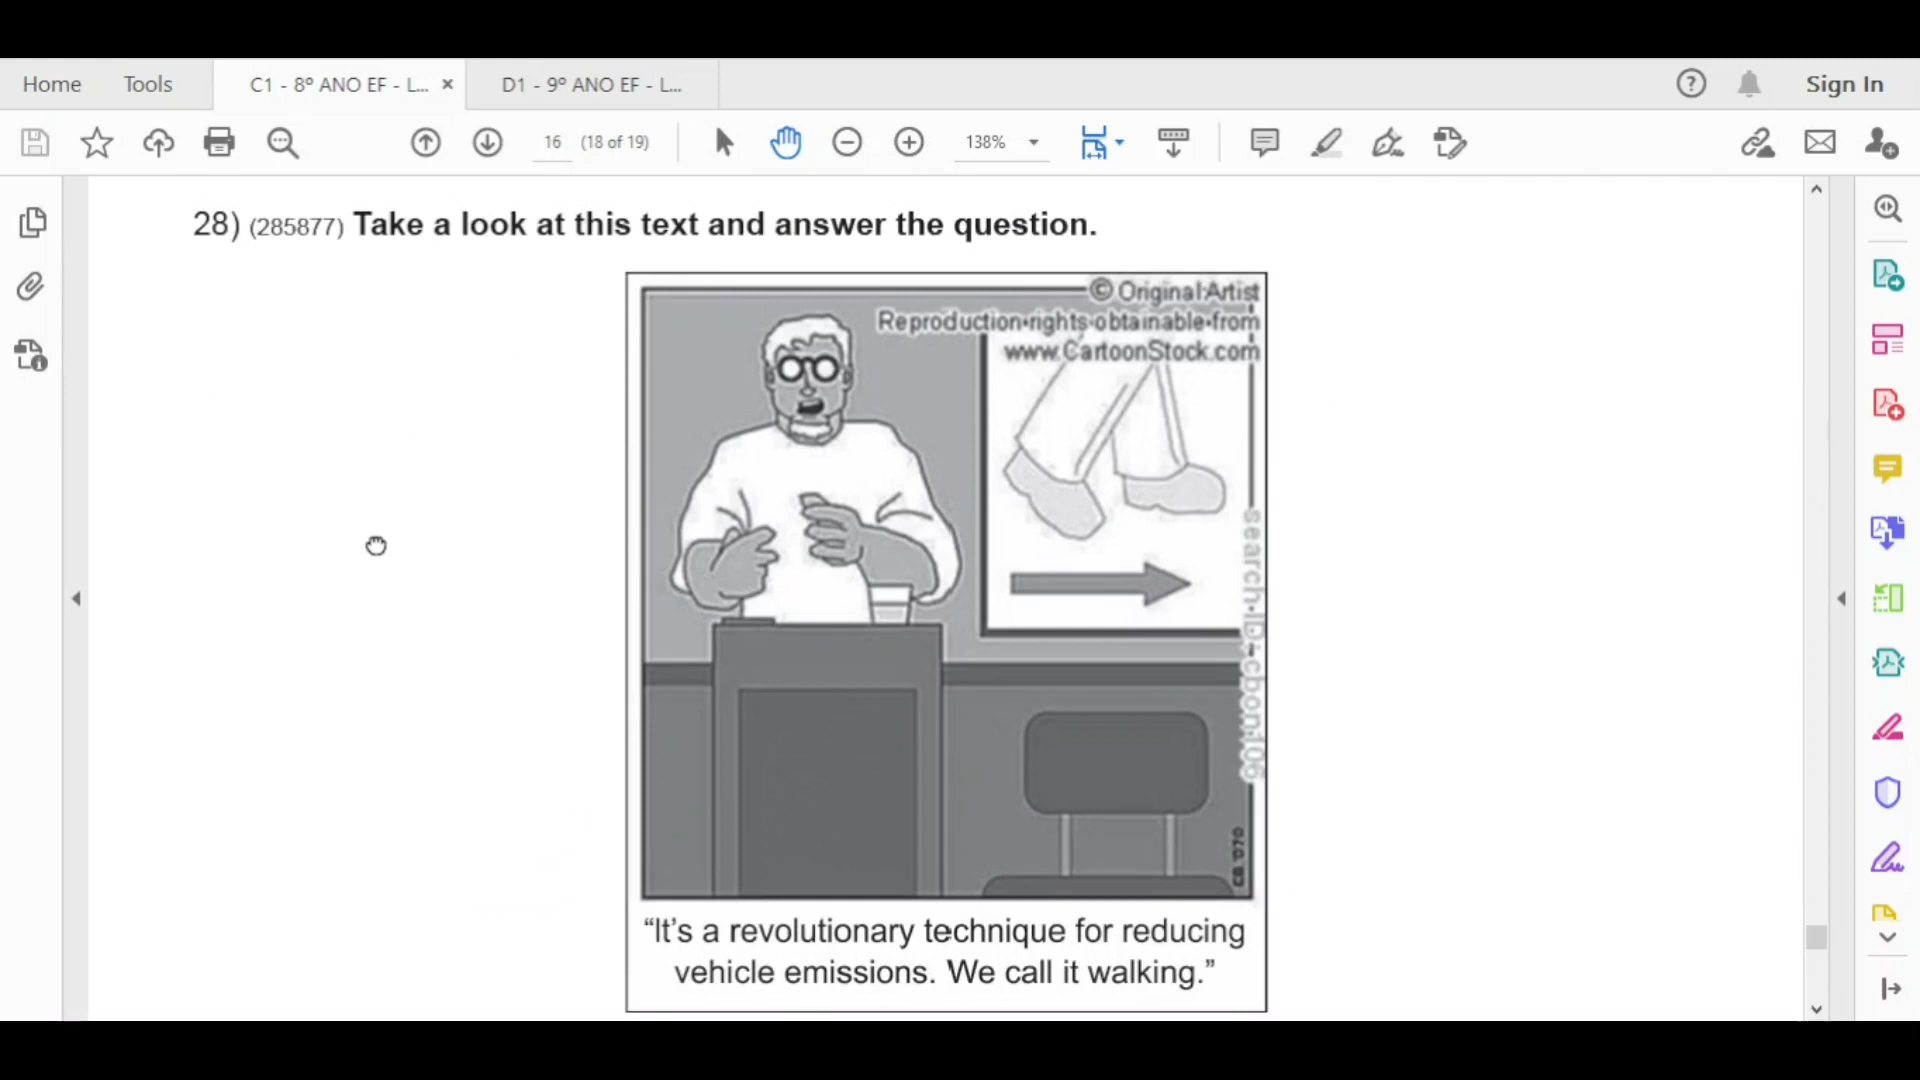 Home Tools C1 - 8º ANO EF - L... × D1 - 9º ANO EF - L... Sign In
16 (18 of 19) 138%
28) (285877) Take a look at this text and answer the question.
© Original Artist
Reproduction rights obtainable from
www.CartoonStock.com
search ID: cbon106
“It’s a revolutionary technique for reducing
vehicle emissions. We call it walking.”